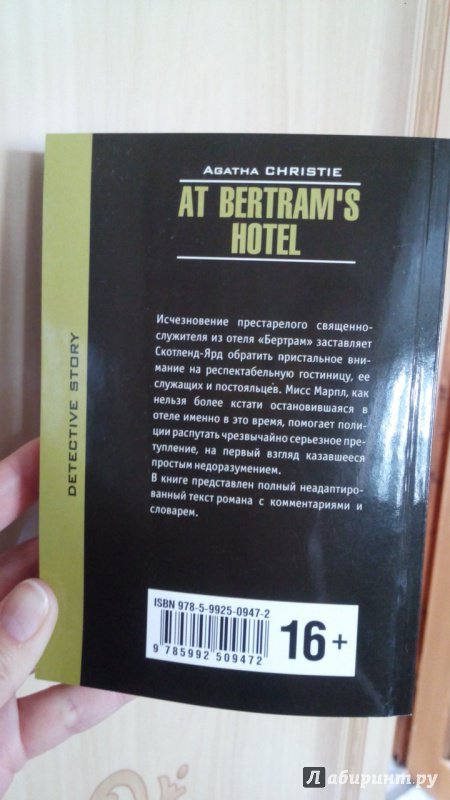 AGATHA CHRISTIE
AT BERTRAM'S
HOTEL
DETECTIVE STORY
Исчезновение престарелого священно-
служителя из отеля «Бертрам» заставляет
Скотленд-Ярд обратить пристальное вни-
мание на респектабельную гостиницу, ее
служащих и постояльцев. Мисс Марпл, как
нельзя более кстати остановившаяся в
отеле именно в это время, помогает поли-
ции распутать чрезвычайно серьезное пре-
ступление, на первый взгляд казавшееся
простым недоразумением.
В книге представлен полный неадаптиро-
ванный текст романа с комментариями и
словарем.
ISBN 978-5-9925-0947-2
9 785992 509472
16+
Лабиринт.ру